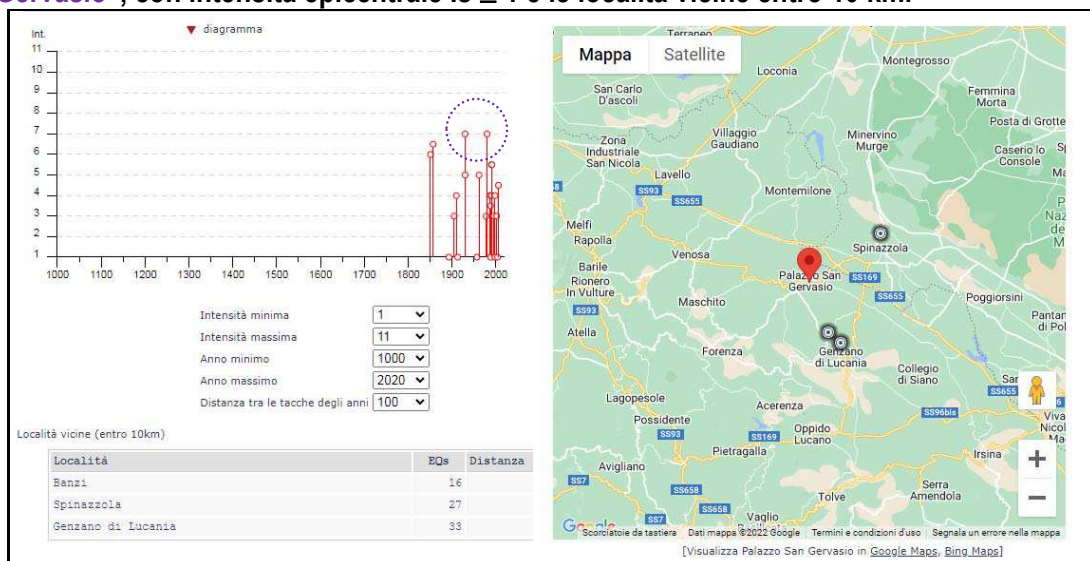 Gervasio", con intensità epicentrale Is ≥ 1 e le località vicine entro 10 km.
Int.
diagramma
11
10
9
8
7
6
5
4
3
2
1
1000 1100 1200 1300 1400 1500 1600 1700 1800 1900 2000
Intensità minima 1
Intensità massima 11
Anno minimo 1000
Anno massimo 2020
Distanza tra le tacche degli anni 100
Località vicine (entro 10km)
Località EQs Distanza
Banzi 16
Spinazzola 27
Genzano di Lucania 33
Mappa Satellite
Terraneo
Loconia
Montegrosso
San Carlo
D'ascoli
Femmina
Morta
Posta di Grotte
Zona
Industriale
San Nicola
Villaggio
Gaudiano
Minervino
Murge
Caserio lo
Console
Lavello
SS93
SS655
Montemilone
Melfi
Rapolla
Venosa
Spinazzola
Barile
Rionero
In Vulture
Palazzo San
Gervasio
SS169
SS655
Poggiorsini
SS93
Maschito
Atella
Forenza
Genzano
di Lucania
Collegio
di Siano
SS655
Lagopesole
Acerenza
SS96bis
Possidente
SS93
SS169
Oppido
Lucano
Pietragalla
Irsina
Avigliano
SS7
SS658
Tolve
Serra
Amendola
SS658
SS7
Vaglio
Google
Scorciatoie da tastiera Dati mappa ©2022 Google Termini e condizioni d'uso Segnala un errore nella mappa
[Visualizza Palazzo San Gervasio in Google Maps, Bing Maps]